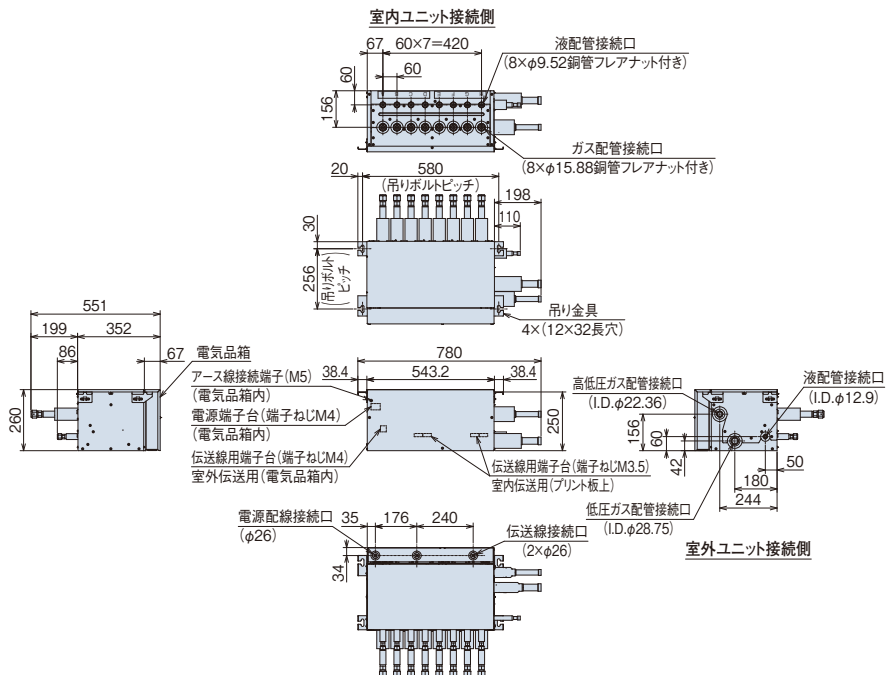 室内ユニット接続側
67
60×7=420
60
60
156
液配管接続口
(8×φ9.52銅管フレアナット付き)
ガス配管接続口
(8×φ15.88銅管フレアナット付き)
20
580
(吊りボルトピッチ)
198
110
30
256
(吊りボルト
ピッチ)
吊り金具
4×(12×32長穴)
551
199
352
86
67
260
電気品箱
アース線接続端子(M5)
(電気品箱内)
電源端子台(端子ねじM4)
(電気品箱内)
伝送線用端子台(端子ねじM4)
室外伝送用(電気品箱内)
780
38.4
543.2
38.4
250
伝送線用端子台(端子ねじM3.5)
室内伝送用(プリント板上)
高低圧ガス配管接続口
(I.D.φ22.36)
液配管接続口
(I.D.φ12.9)
156
60
42
50
180
244
低圧ガス配管接続口
(I.D.φ28.75)
室外ユニット接続側
電源配線接続口
(φ26)
35
176
240
伝送線接続口
(2×φ26)
34